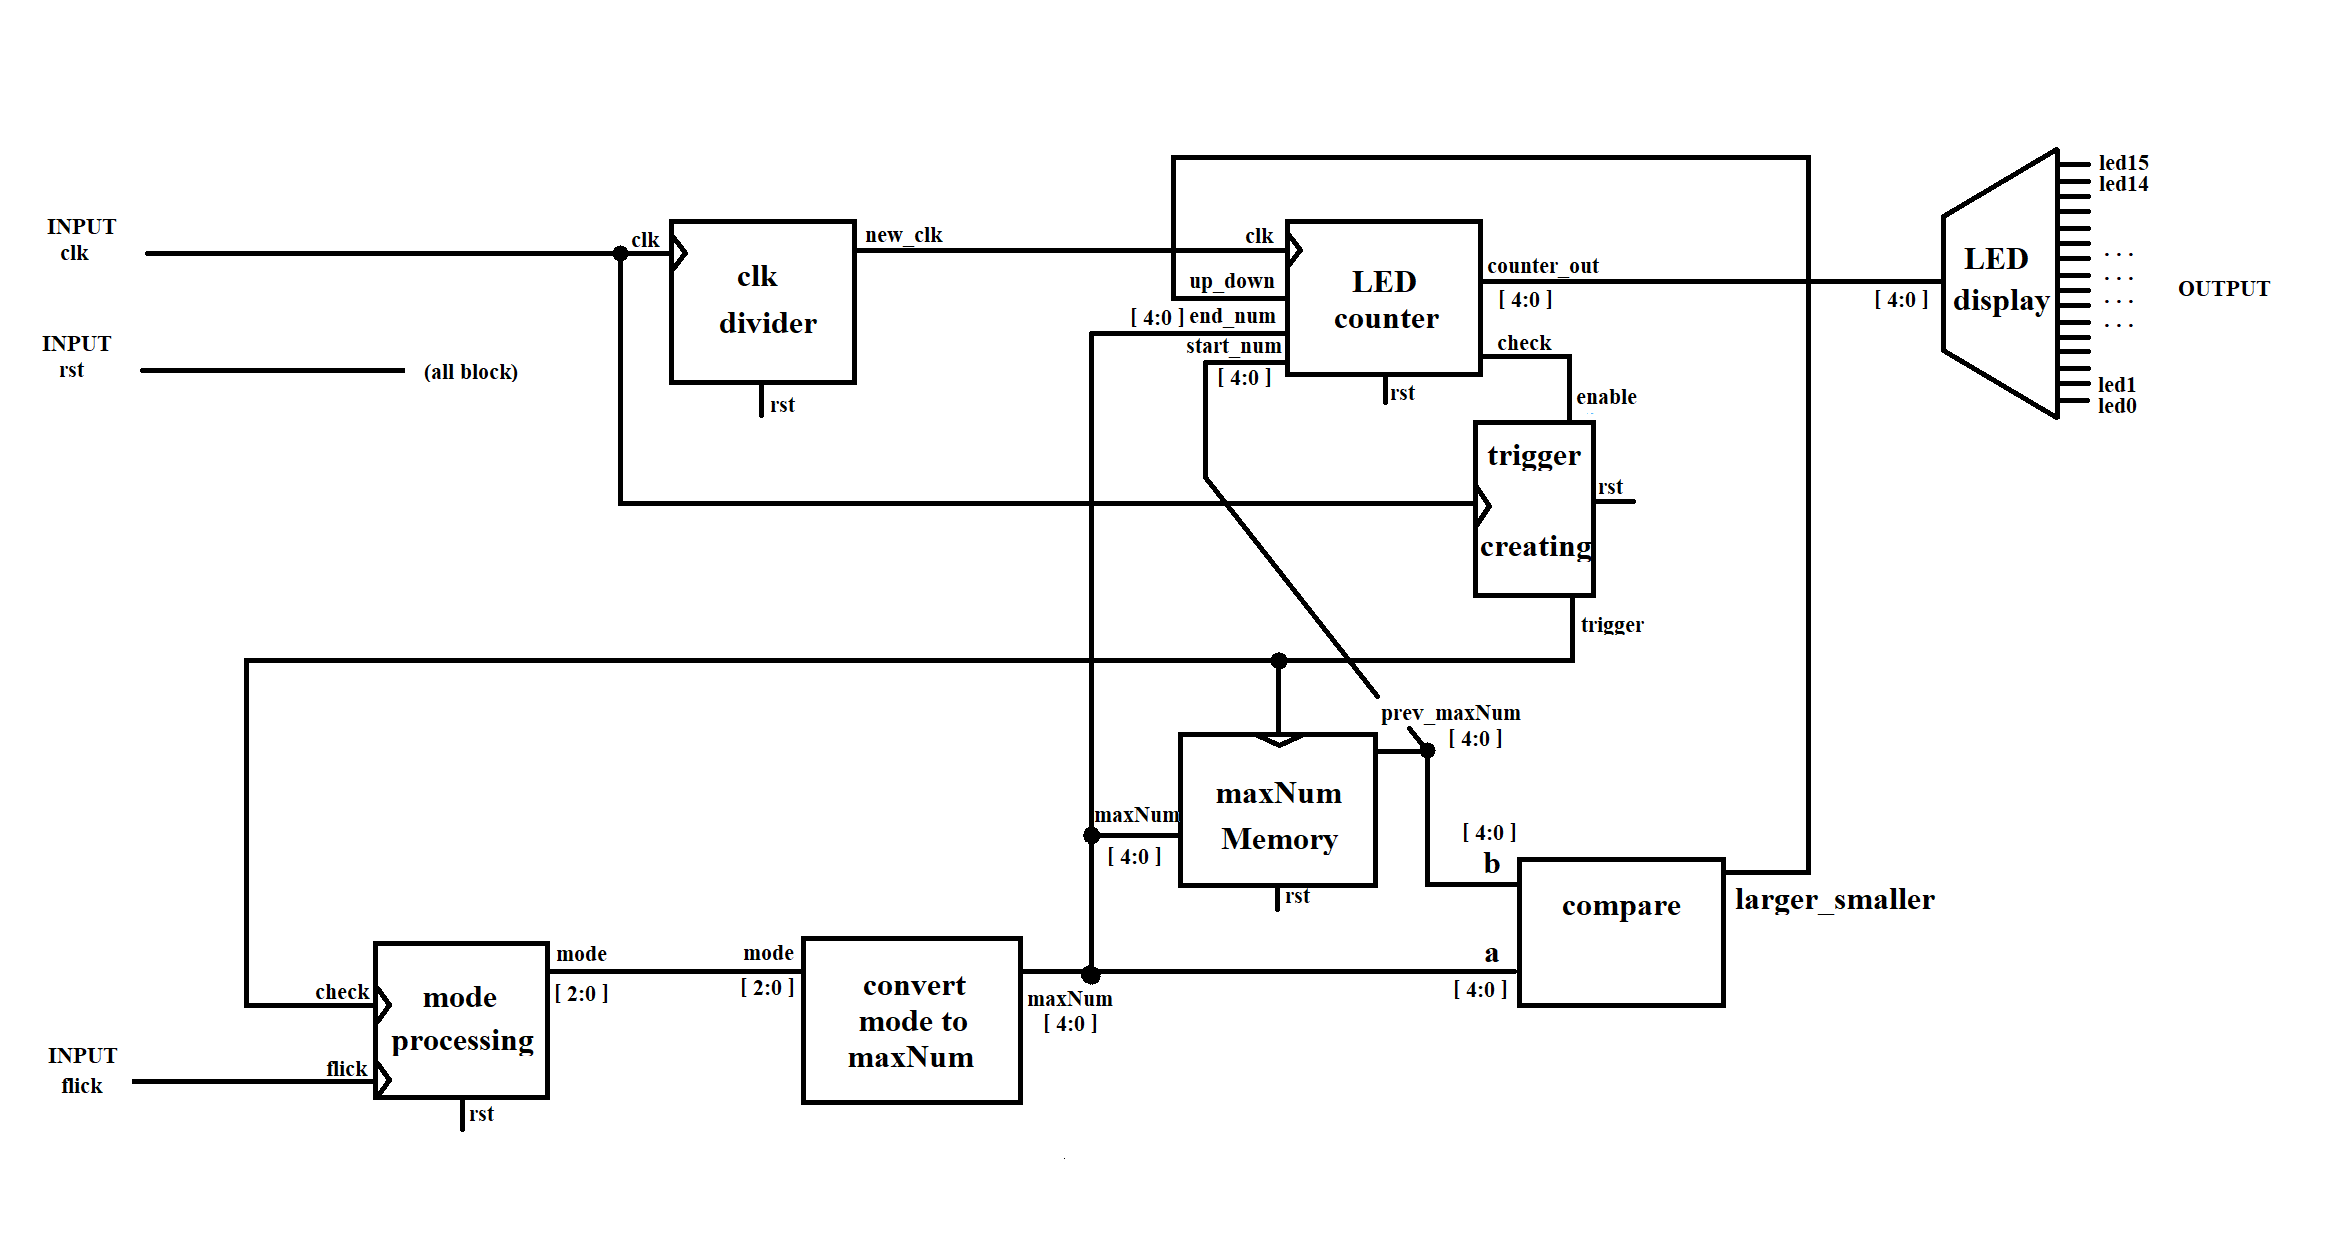 INPUT
clk
INPUT
rst
(all block)
clk
clk
divider
rst
new_clk
clk
up_down
[ 4:0 ] end_num
start_num
[ 4:0 ]
LED
counter
rst
counter_out
[ 4:0 ]
check
enable
trigger
creating
rst
trigger
[ 4:0 ]
LED
display
led15
led14
. . .
. . .
. . .
. . .
led1
led0
OUTPUT
prev_maxNum
[ 4:0 ]
maxNum
[ 4:0 ]
maxNum
Memory
rst
[ 4:0 ]
b
a
[ 4:0 ]
compare
larger_smaller
INPUT
flick
check
flick
mode
processing
rst
mode
[ 2:0 ]
mode
[ 2:0 ]
convert
mode to
maxNum
maxNum
[ 4:0 ]